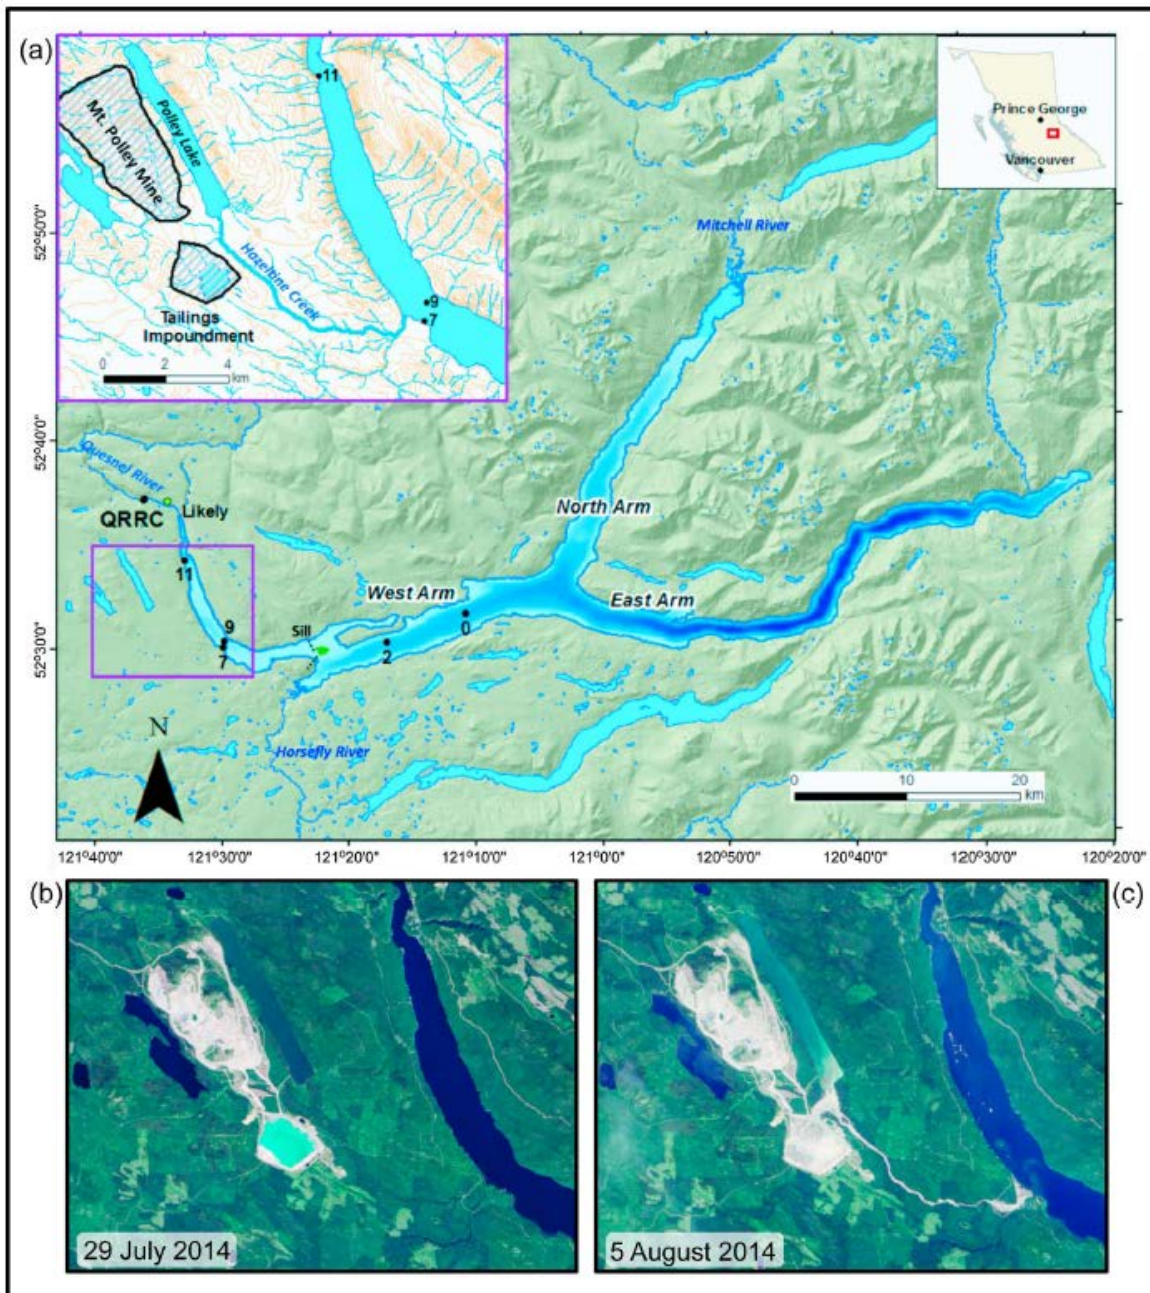 (a)
11
Polley Lake
Mt. Polley Mine
Hazeltine Creek
9
7
Tailings
Impoundment
0 2 4
km
Prince George
Vancouver
Mitchell River
52°50'0"
52°40'0"
52°30'0"
Quesnel River
QRRC
Likely
11
9
7
North Arm
West Arm
East Arm
Sill
0
2
N
Horsefly River
0 10 20
km
121°40'0" 121°30'0" 121°20'0" 121°10'0" 121°0'0" 120°50'0" 120°40'0" 120°30'0" 120°20'0"
(b)
29 July 2014
(c)
5 August 2014